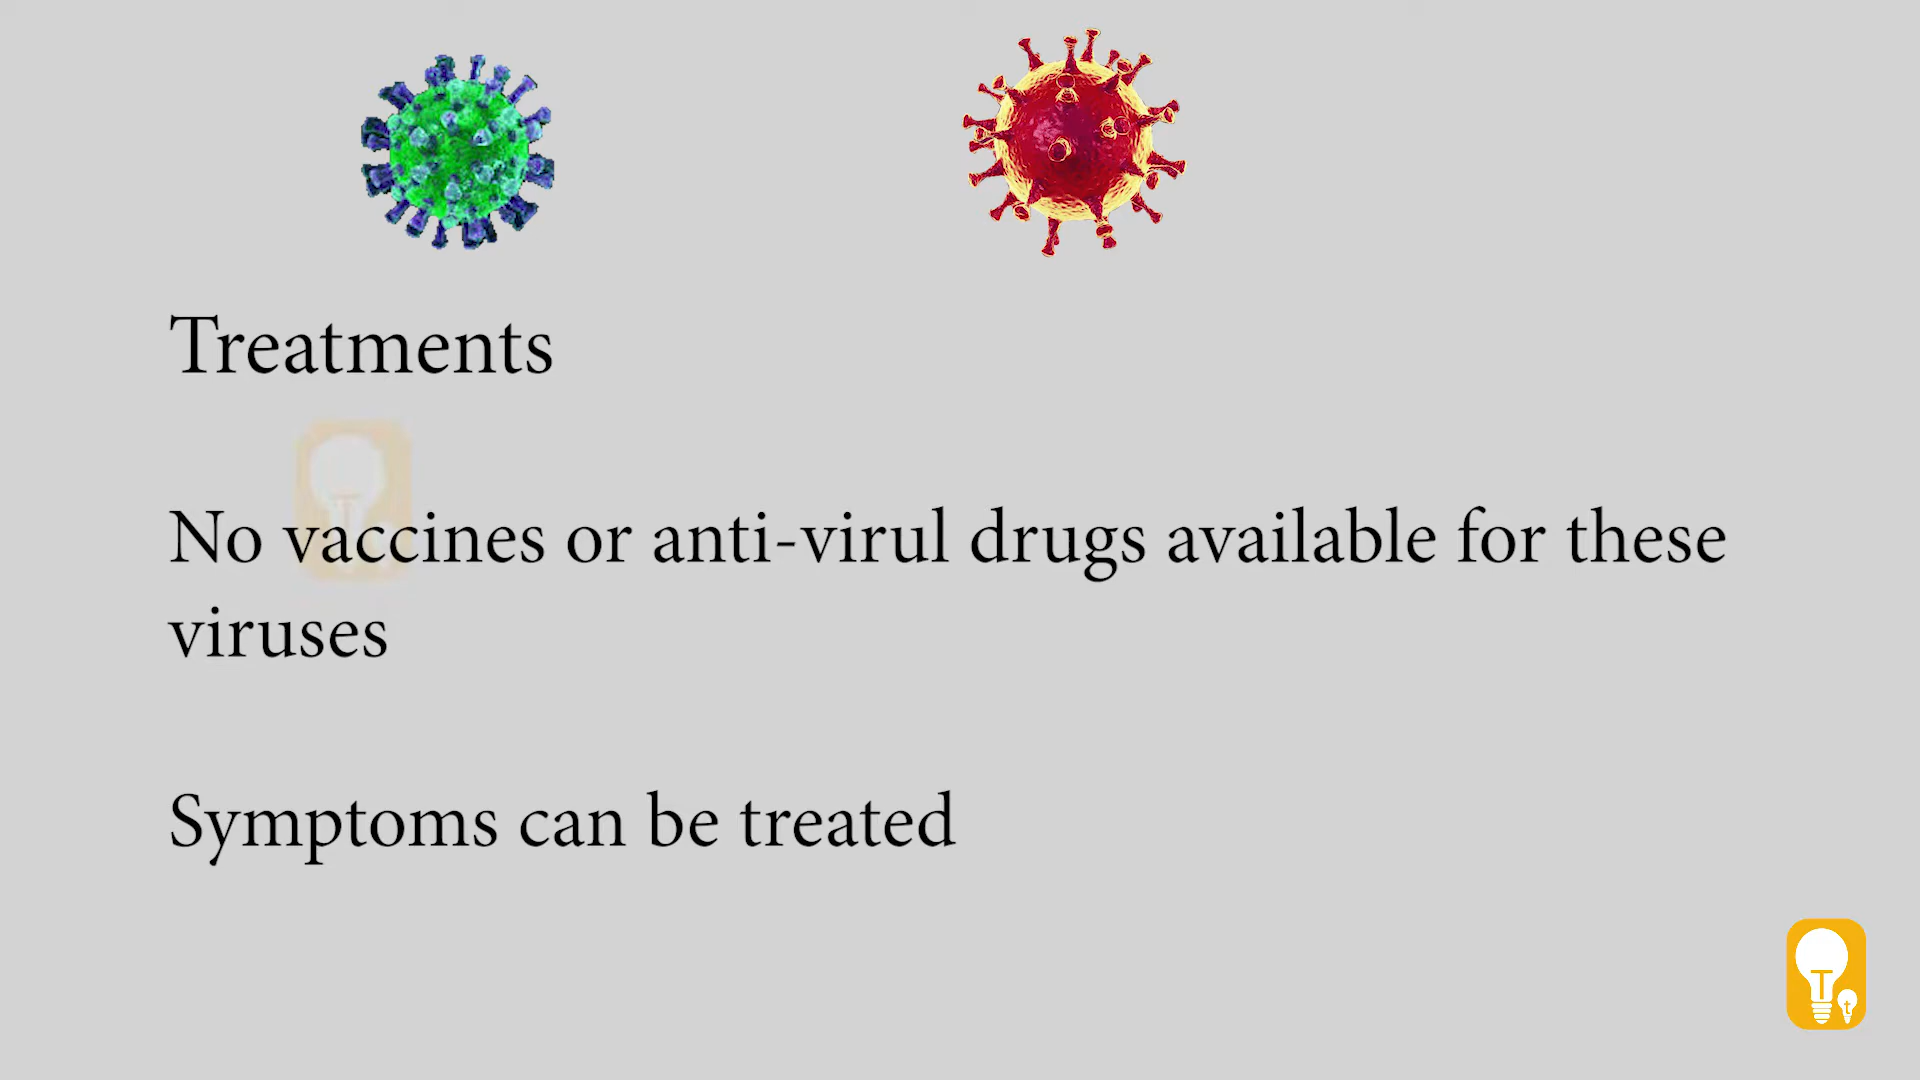 Treatments
No vaccines or anti-virul drugs available for these
viruses
Symptoms can be treated